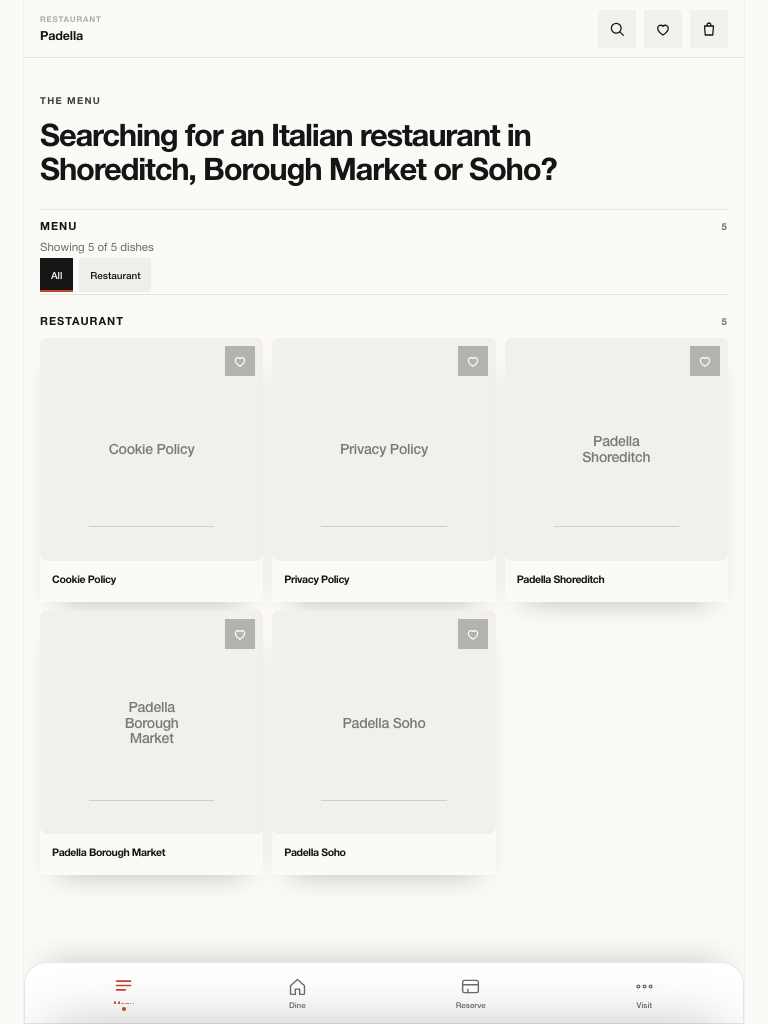 RESTAURANT
Padella
THE MENU
Searching for an Italian restaurant in
Shoreditch, Borough Market or Soho?
MENU
5
Showing 5 of 5 dishes
All
Restaurant
RESTAURANT
5
Cookie Policy
Privacy Policy
Padella
Shoreditch
Cookie Policy
Privacy Policy
Padella Shoreditch
Padella
Borough
Market
Padella Soho
Padella Borough Market
Padella Soho
Dine
Reserve
Visit